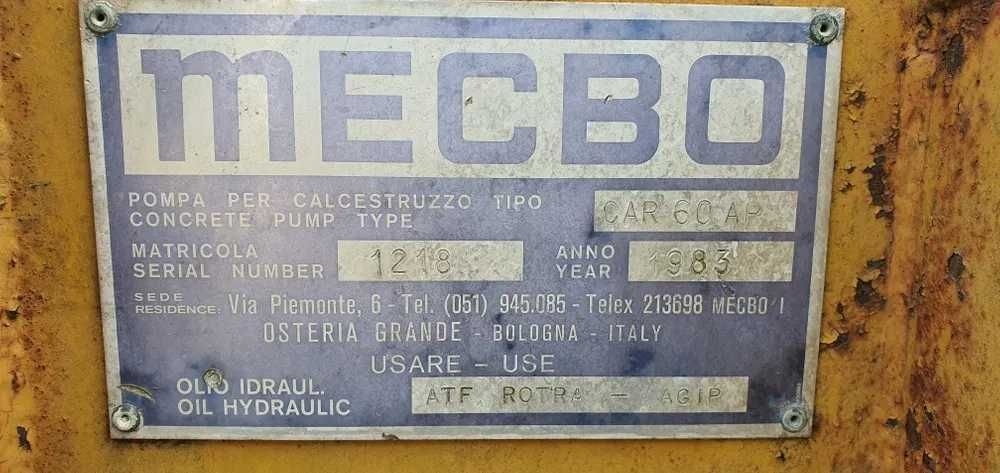 MECBO
POMPA PER CALCESTRUZZO TIPO
CONCRETE PUMP TYPE CAR 60 AP
MATRICOLA
SERIAL NUMBER 1218
ANNO
YEAR 1983
SEDE
RESIDENCE: Via Piemonte, 6 - Tel. (051) 945.085 - Telex 213698 MECBO I
OSTERIA GRANDE - BOLOGNA - ITALY
USARE - USE
OLIO IDRAUL.
OIL HYDRAULIC ATF ROTRA - AGIP